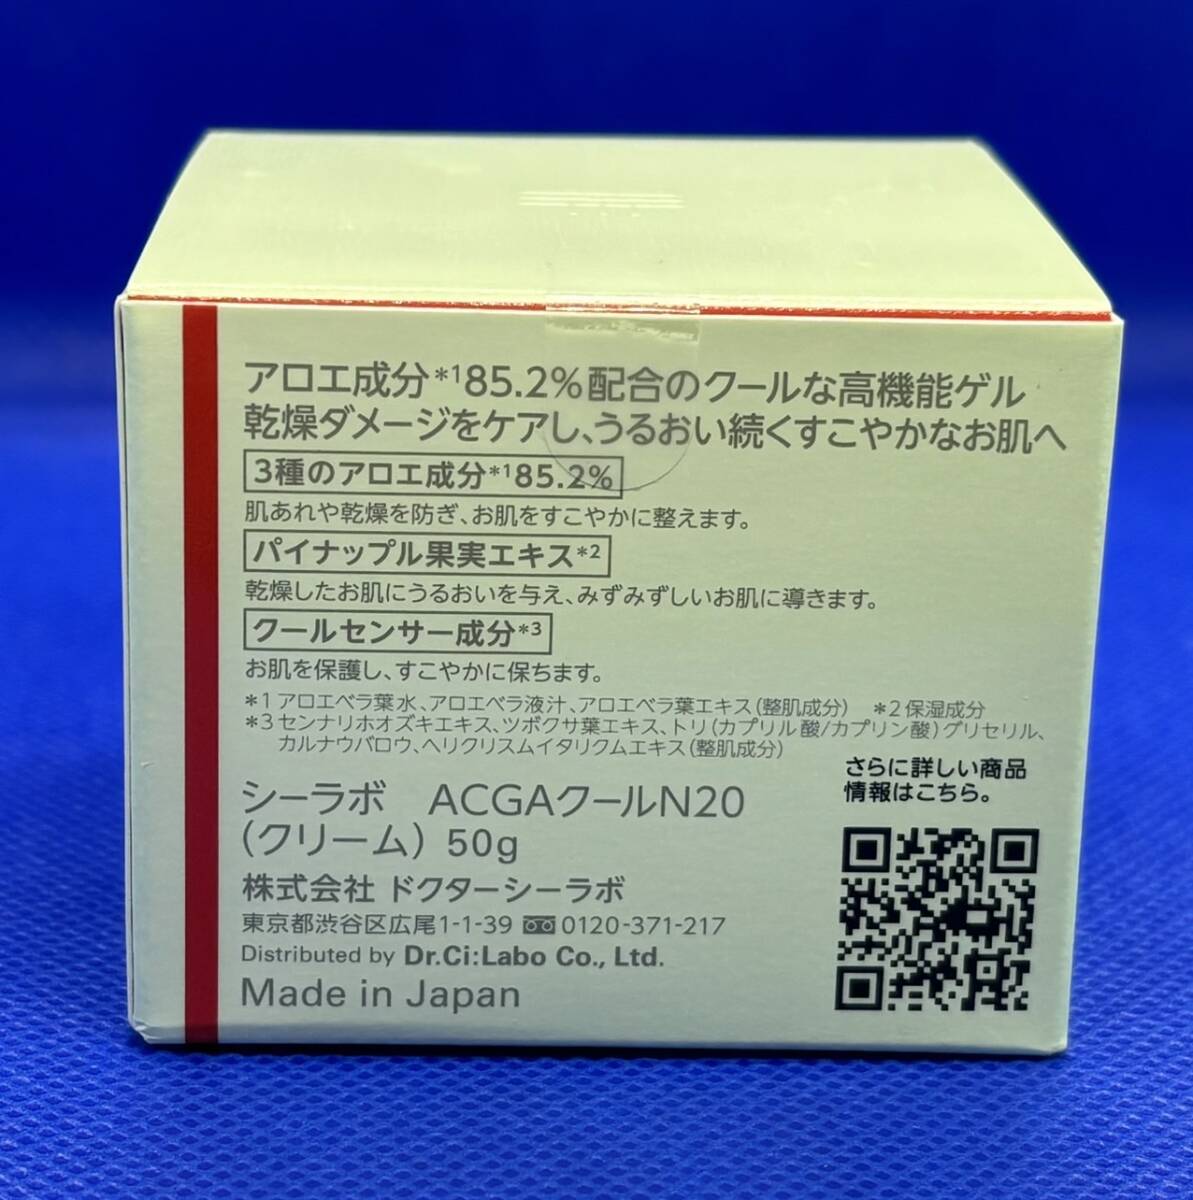 アロエ成分*¹85.2%配合のクールな高機能ゲル
乾燥ダメージをケアし、うるおい続くすこやかなお肌へ
3種のアロエ成分*¹85.2%
肌あれや乾燥を防ぎ、お肌をすこやかに整えます。
パイナップル果実エキス*²
乾燥したお肌にうるおいを与え、みずみずしいお肌に導きます。
クールセンサー成分*³
お肌を保護し、すこやかに保ちます。
*1 アロエベラ葉水、アロエベラ液汁、アロエベラ葉エキス(整肌成分) *2 保湿成分
*3 センナリホオズキエキス、ツボクサ葉エキス、トリ(カプリル酸/カプリン酸)グリセリル、
カルナウバロウ、ヘリクリスムイタリクムエキス(整肌成分)
さらに詳しい商品
情報はこちら。
シーラボ ACGAクールN20
(クリーム) 50g
株式会社 ドクターシーラボ
東京都渋谷区広尾1-1-39 0120-371-217
Distributed by Dr.Ci:Labo Co., Ltd.
Made in Japan